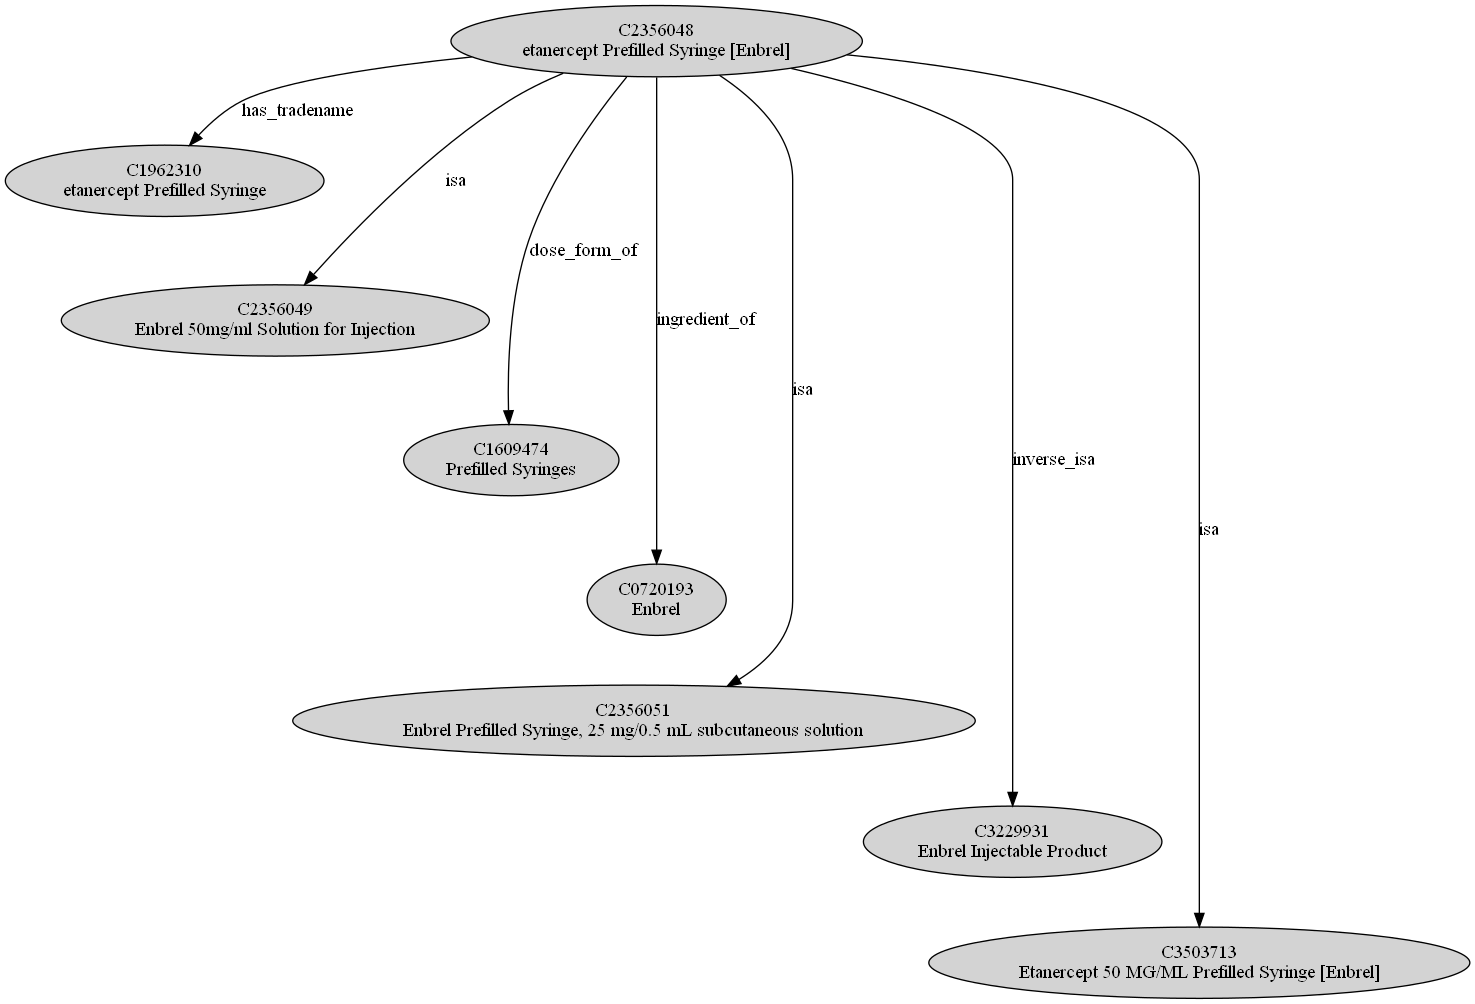 C2356048
etanercept Prefilled Syringe [Enbrel]
has_tradename
C1962310
etanercept Prefilled Syringe
isa
C2356049
Enbrel 50mg/ml Solution for Injection
dose_form_of
C1609474
Prefilled Syringes
ingredient_of
C0720193
Enbrel
isa
C2356051
Enbrel Prefilled Syringe, 25 mg/0.5 mL subcutaneous solution
inverse_isa
C3229931
Enbrel Injectable Product
isa
C3503713
Etanercept 50 MG/ML Prefilled Syringe [Enbrel]